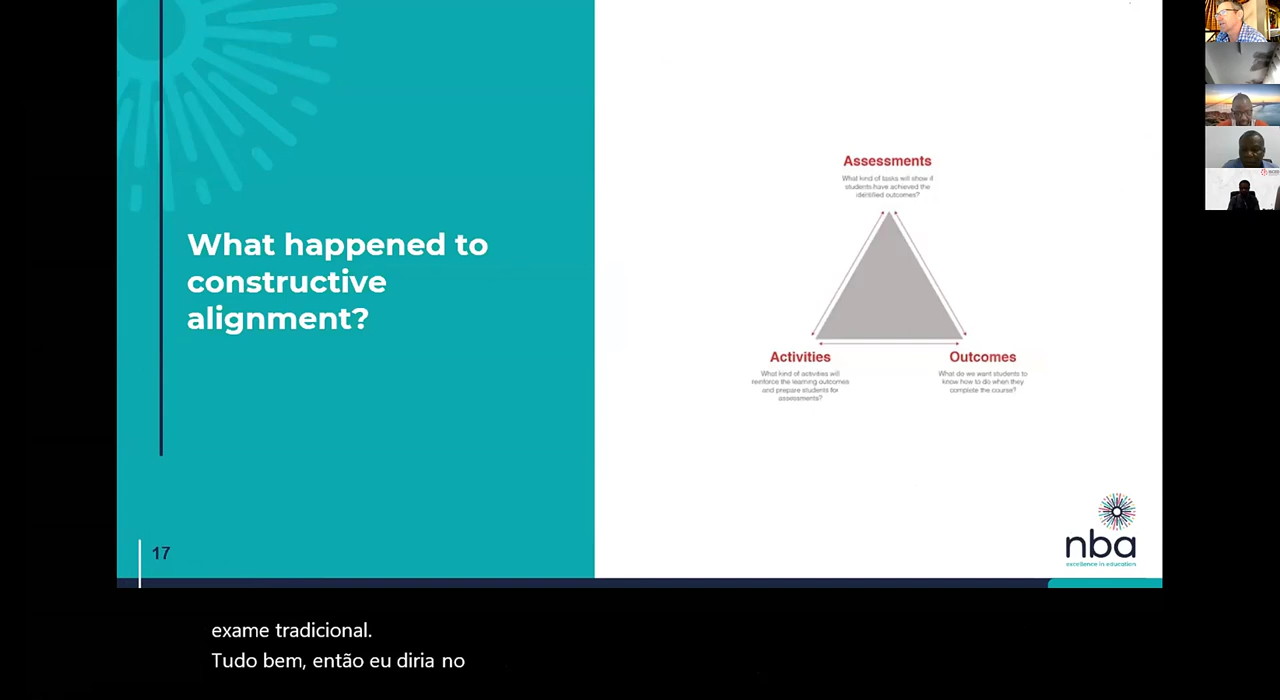 What happened to
constructive
alignment?
Assessments
What kind of tasks will show if
students have achieved the
identified outcomes?
Activities
What kind of activities will
reinforce the learning outcomes
and prepare students for
assessments?
Outcomes
What do we want students to
know how to do when they
complete the course?
17
nba
excellence in education
exame tradicional.
Tudo bem, então eu diria no